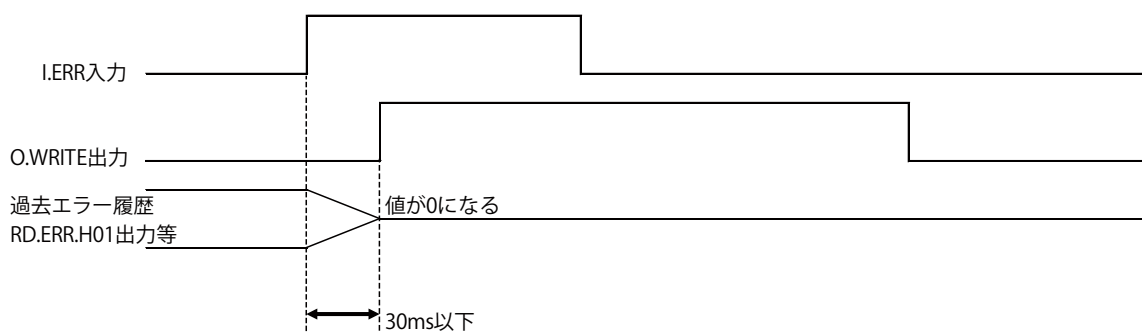 I.ERR入力
O.WRITE出力
過去エラー履歴
RD.ERR.H01出力等
値が0になる
30ms以下